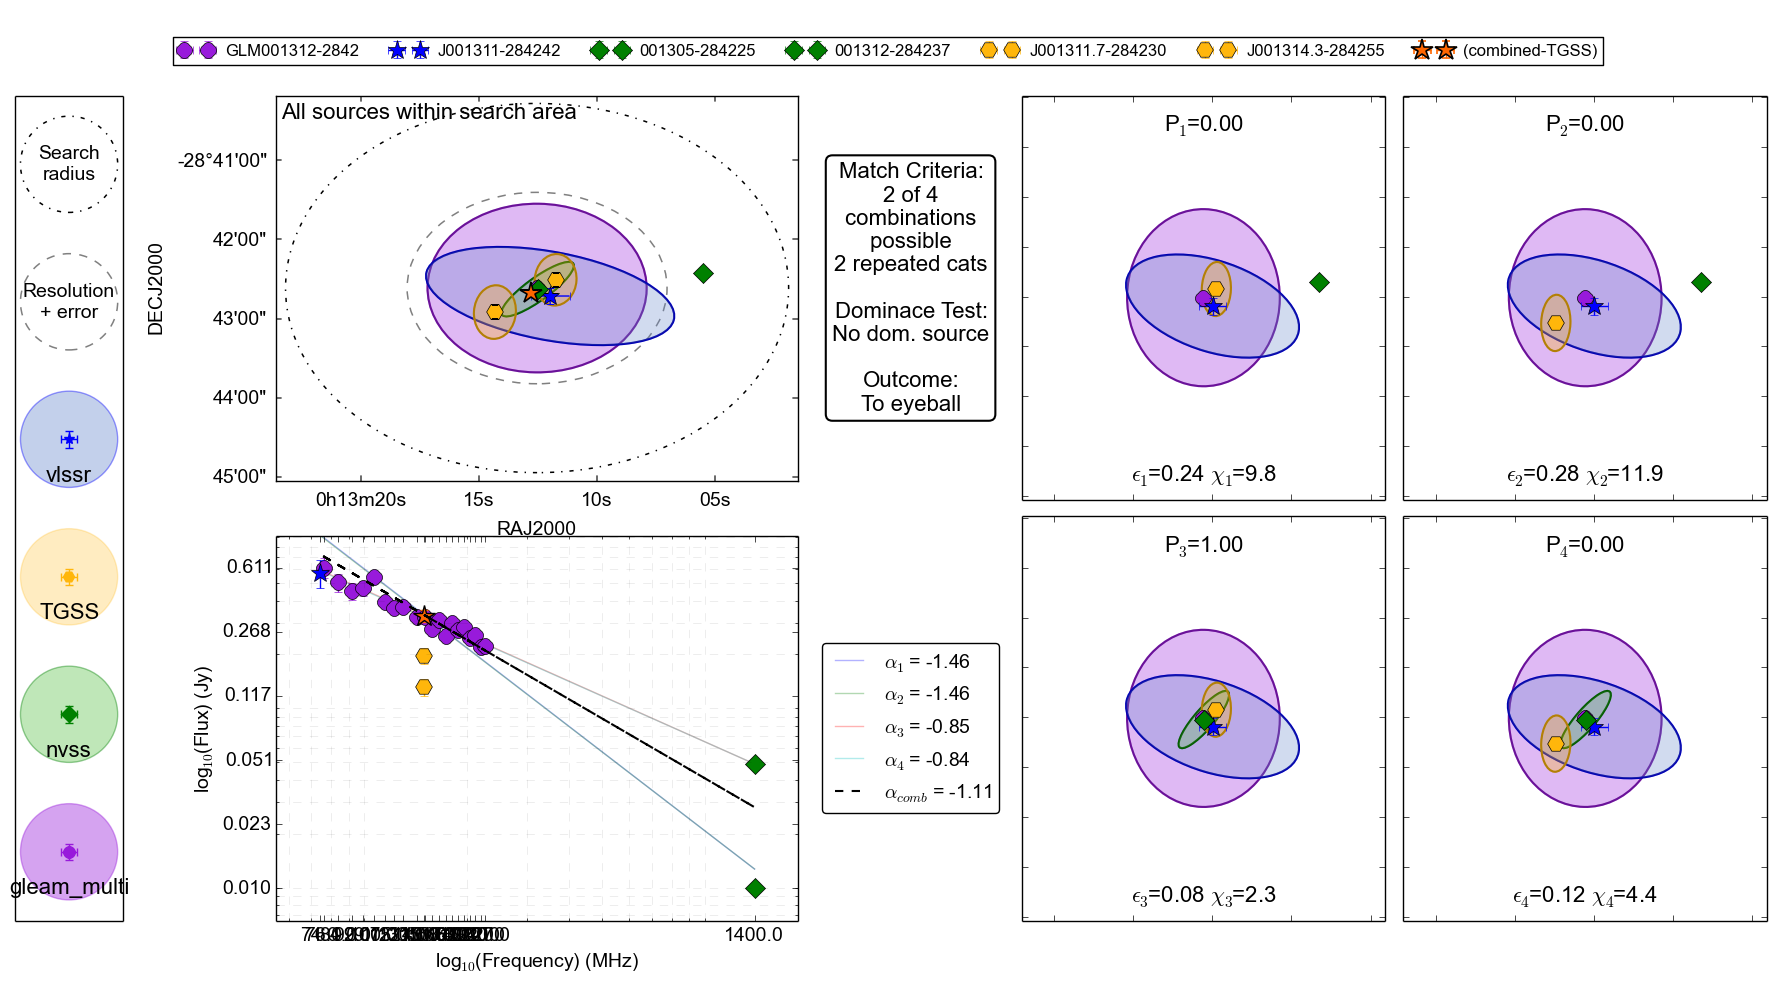 GLM001312-2842 J001311-284242 001305-284225 001312-284237 J001311.7-284230 J001314.3-284255 (combined-TGSS)
Search
radius
Resolution
+ error
vlssr
TGSS
nvss
gleam_multi
All sources within search area
DECJ2000
-28°41'00"
42'00"
43'00"
44'00"
45'00"
0h13m20s 15s 10s 05s
RAJ2000
Match Criteria:
2 of 4
combinations
possible
2 repeated cats
Dominace Test:
No dom. source
Outcome:
To eyeball
P1=0.00
ϵ1=0.24 χ1=9.8
P2=0.00
ϵ2=0.28 χ2=11.9
log10(Flux) (Jy)
0.611
0.268
0.117
0.051
0.023
0.010
1400.0
log10(Frequency) (MHz)
α1 = -1.46
α2 = -1.46
α3 = -0.85
α4 = -0.84
αcomb = -1.11
P3=1.00
ϵ3=0.08 χ3=2.3
P4=0.00
ϵ4=0.12 χ4=4.4